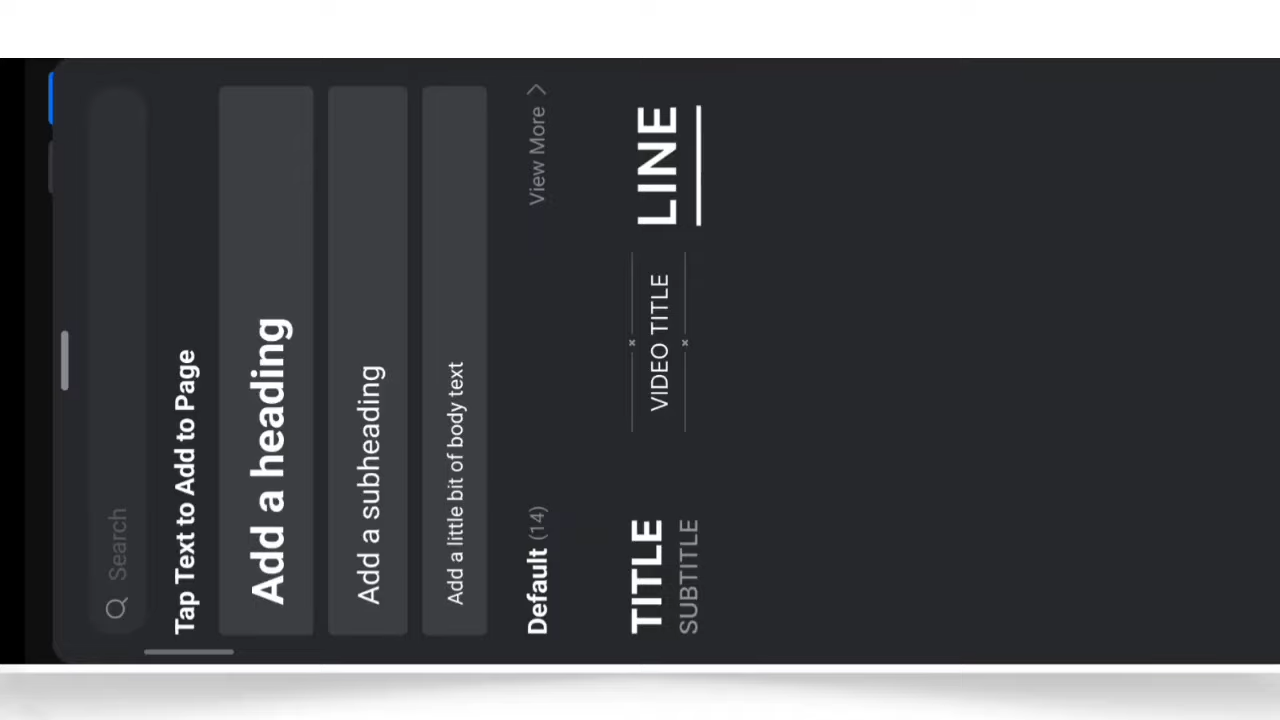 Search
Tap Text to Add to Page
Add a heading
Add a subheading
Add a little bit of body text
Default (14)
View More
TITLE
SUBTITLE
VIDEO TITLE
LINE